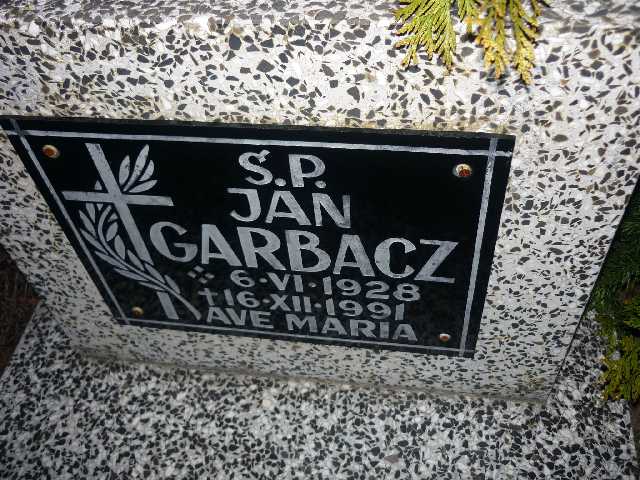 Ś.P.
JAN
GARBACZ
* 6·VI·1928
† 16·XII·1991
AVE MARIA